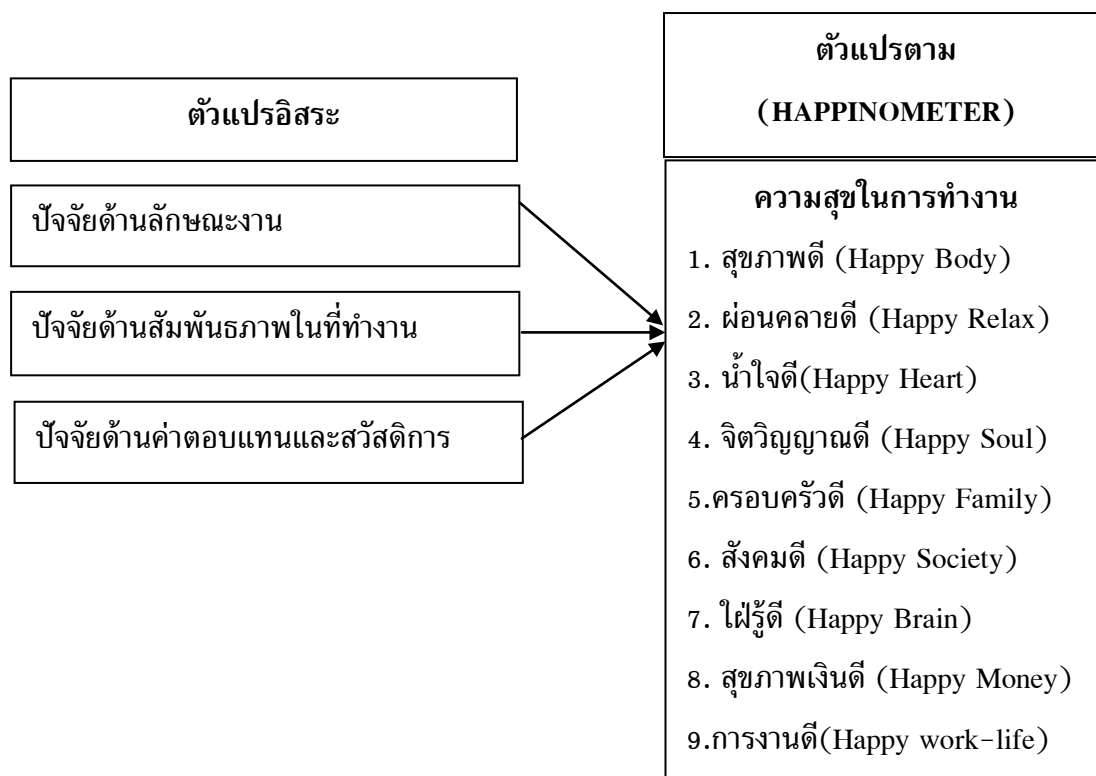 ตัวแปรอิสระ
ปัจจัยด้านลักษณะงาน
ปัจจัยด้านสัมพันธภาพในที่ทำงาน
ปัจจัยด้านค่าตอบแทนและสวัสดิการ
ตัวแปรตาม
(HAPPINOMETER)
ความสุขในการทำงาน
1. สุขภาพดี (Happy Body)
2. ผ่อนคลายดี (Happy Relax)
3. น้ำใจดี(Happy Heart)
4. จิตวิญญาณดี (Happy Soul)
5.ครอบครัวดี (Happy Family)
6. สังคมดี (Happy Society)
7. ใฝ่รู้ดี (Happy Brain)
8. สุขภาพเงินดี (Happy Money)
9.การงานดี(Happy work-life)